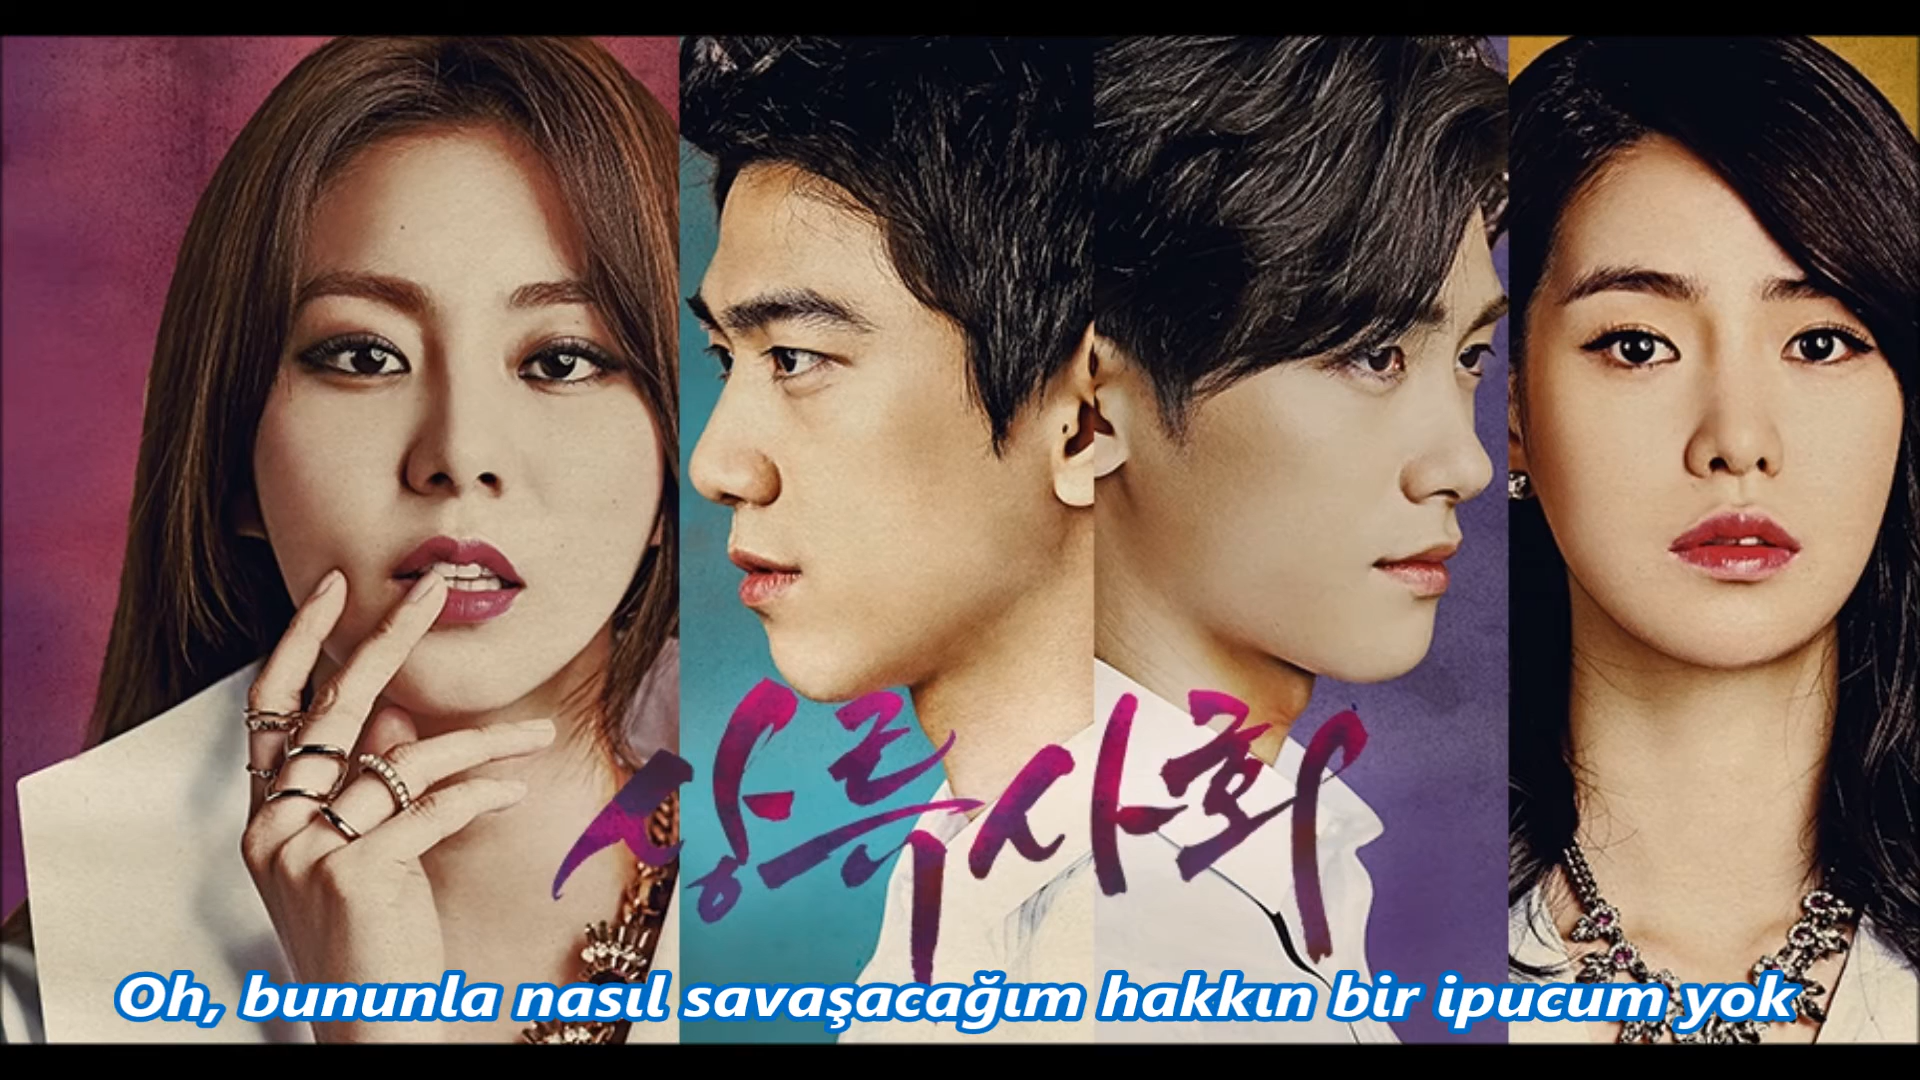 상류사회
Oh, bununla nasıl savaşacağım hakkın bir ipucum yok